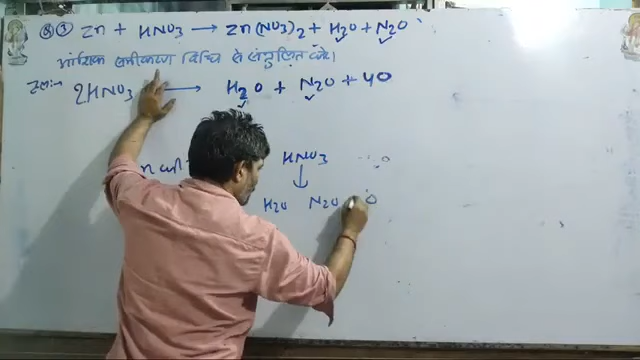 Q③ Zn + HNO3 → Zn(NO3)2 + H2O + N2O
आंशिक समीकरण विधि से संतुलित करें।
हल:- 2HNO3 → H2O + N2O + 4O
HNO3
↓
H2O N2O O